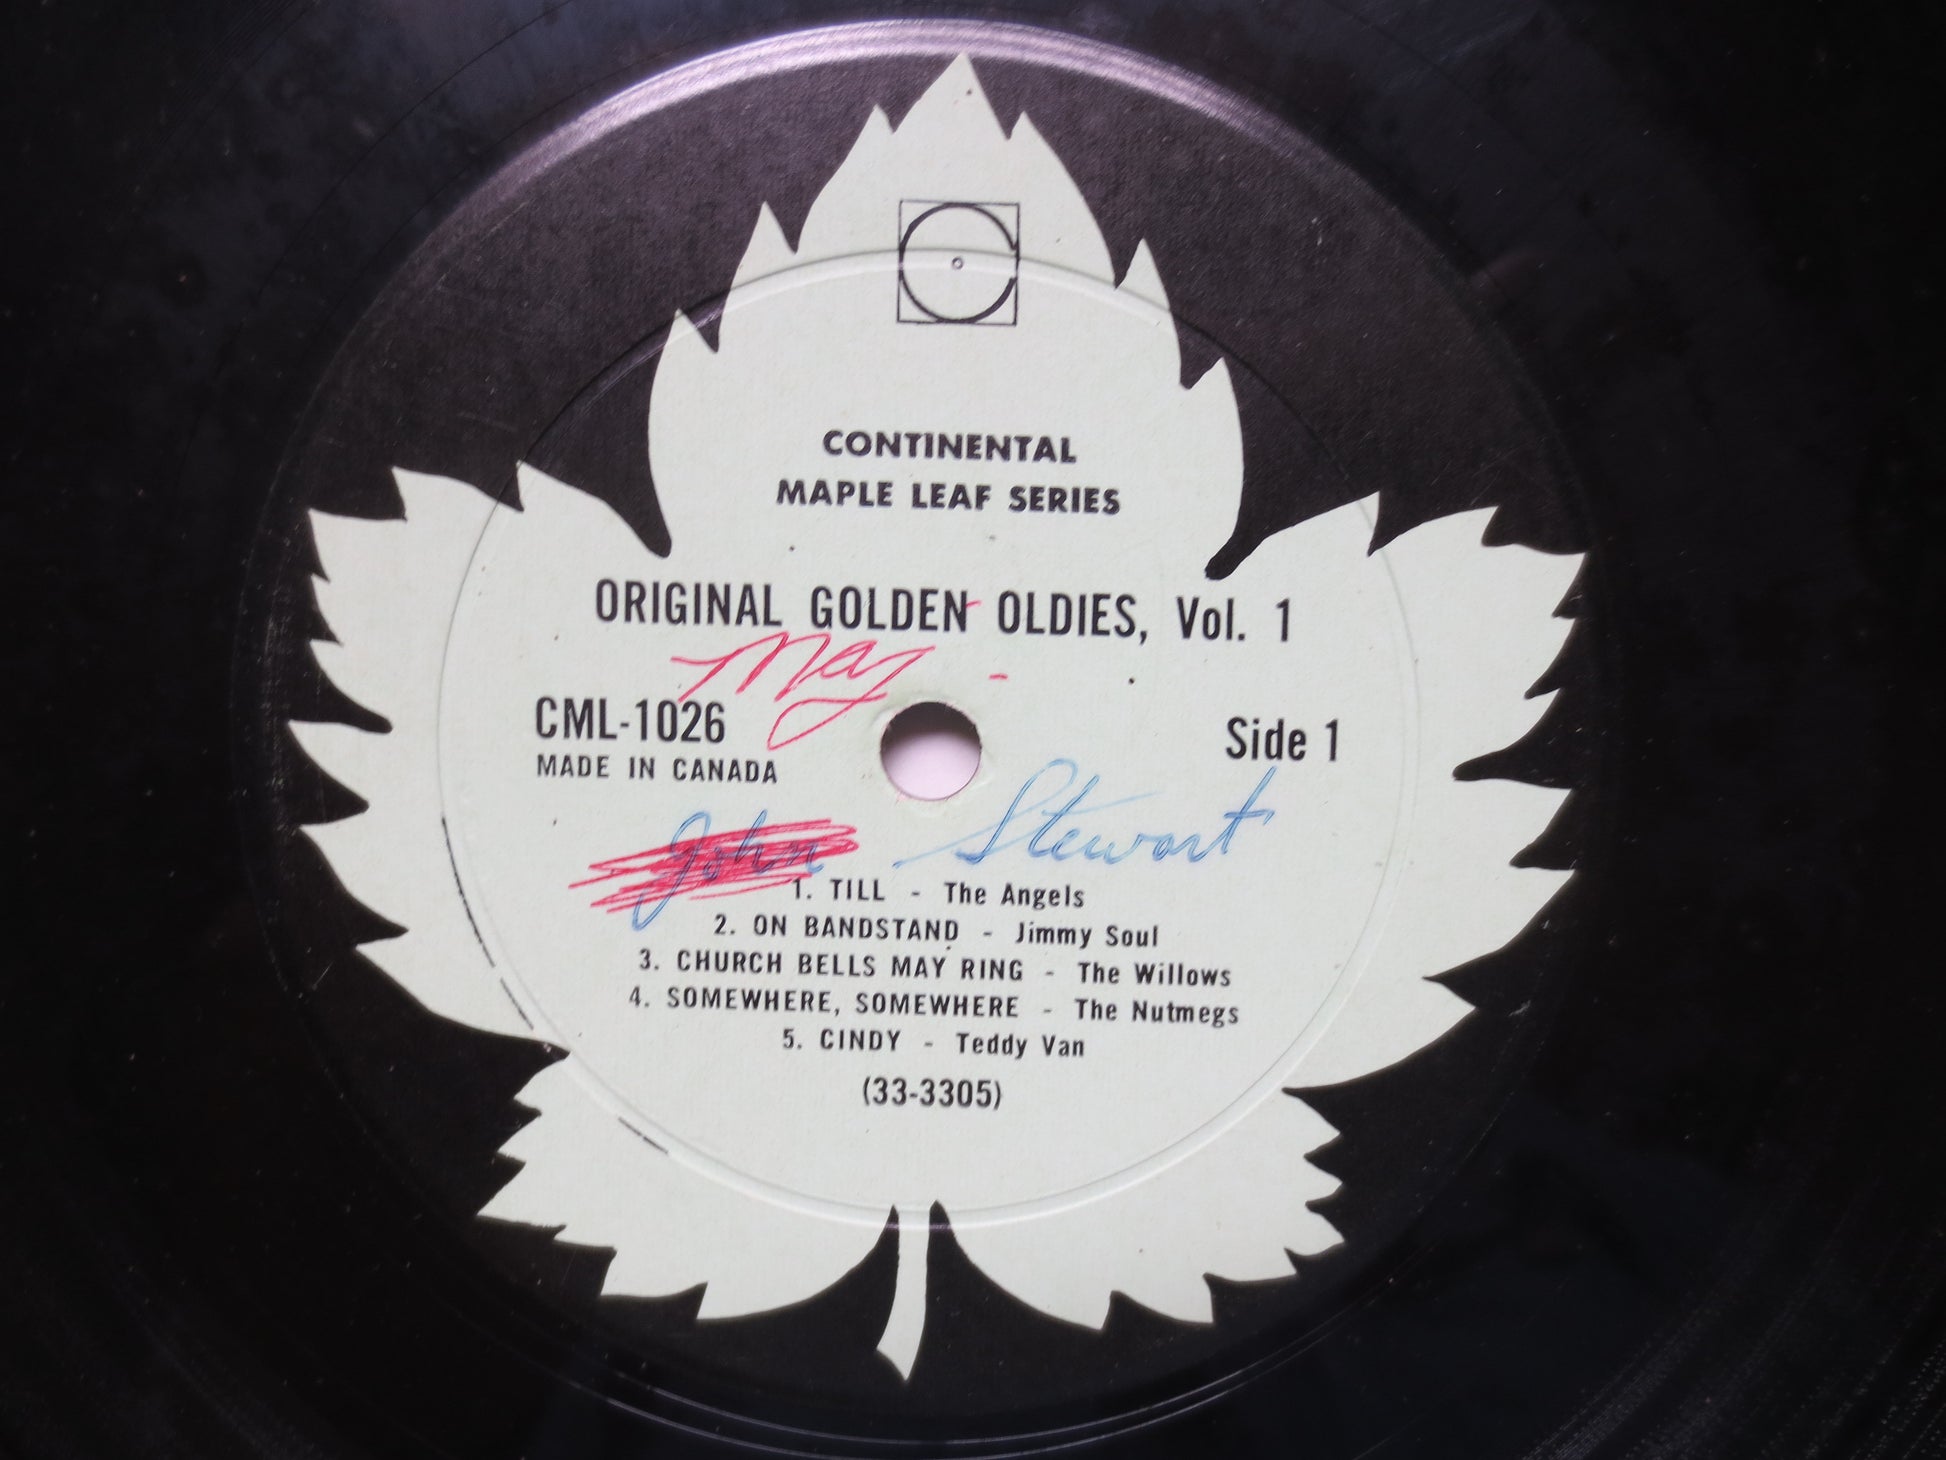 CONTINENTAL
MAPLE LEAF SERIES
ORIGINAL GOLDEN OLDIES, Vol. 1
May
CML-1026
Side 1
MADE IN CANADA
John Stewart
1. TILL - The Angels
2. ON BANDSTAND - Jimmy Soul
3. CHURCH BELLS MAY RING - The Willows
4. SOMEWHERE, SOMEWHERE - The Nutmegs
5. CINDY - Teddy Van
(33-3305)